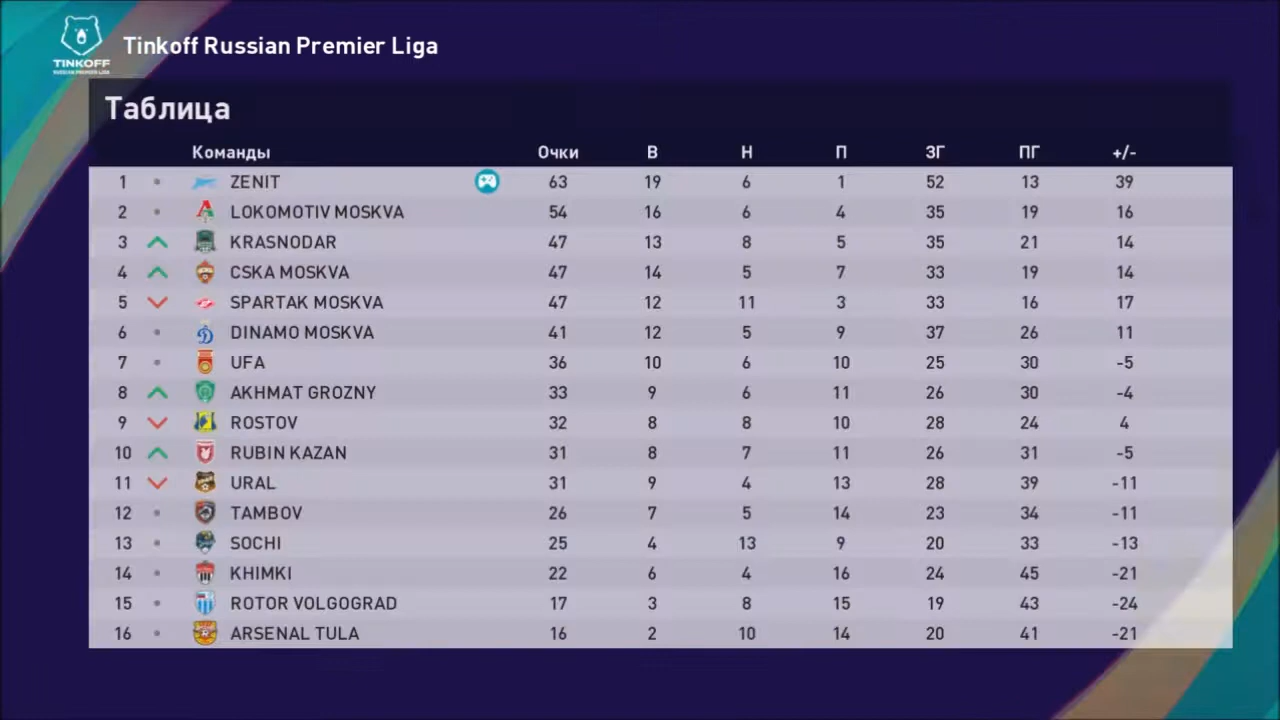 Tinkoff Russian Premier Liga
TINKOFF
RUSSIAN PREMIER LIGA
Таблица
Команды Очки В Н П ЗГ ПГ +/-
1 ZENIT 63 19 6 1 52 13 39
2 LOKOMOTIV MOSKVA 54 16 6 4 35 19 16
3 KRASNODAR 47 13 8 5 35 21 14
4 CSKA MOSKVA 47 14 5 7 33 19 14
5 SPARTAK MOSKVA 47 12 11 3 33 16 17
6 DINAMO MOSKVA 41 12 5 9 37 26 11
7 UFA 36 10 6 10 25 30 -5
8 AKHMAT GROZNY 33 9 6 11 26 30 -4
9 ROSTOV 32 8 8 10 28 24 4
10 RUBIN KAZAN 31 8 7 11 26 31 -5
11 URAL 31 9 4 13 28 39 -11
12 TAMBOV 26 7 5 14 23 34 -11
13 SOCHI 25 4 13 9 20 33 -13
14 KHIMKI 22 6 4 16 24 45 -21
15 ROTOR VOLGOGRAD 17 3 8 15 19 43 -24
16 ARSENAL TULA 16 2 10 14 20 41 -21